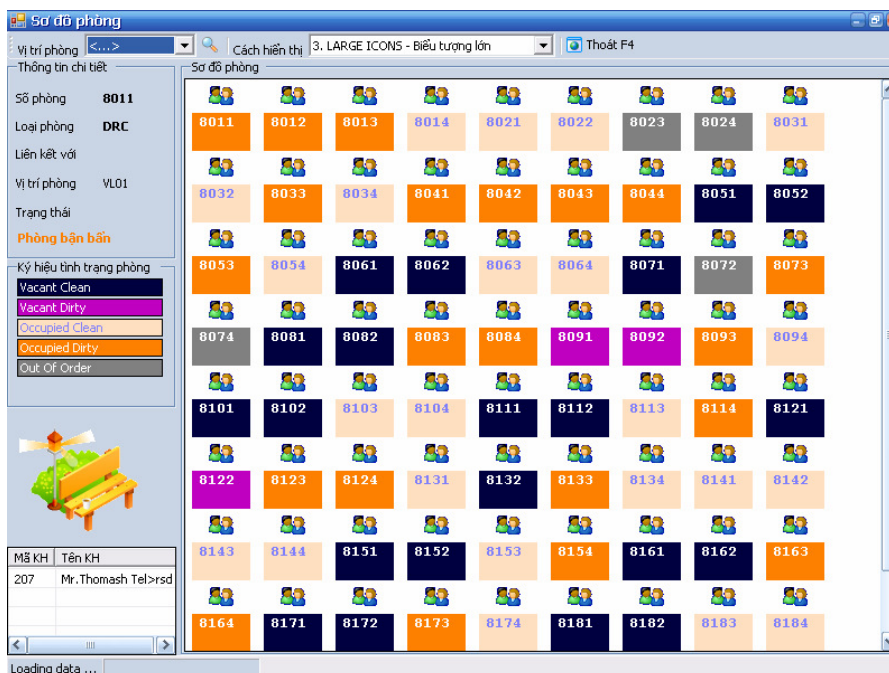 Sơ đồ phòng
Vị trí phòng <...> Cách hiển thị 3. LARGE ICONS - Biểu tượng lớn Thoát F4
Thông tin chi tiết
Số phòng 8011
Loại phòng DRC
Liên kết với
Vị trí phòng VL01
Trạng thái
Phòng bận bẩn
Ký hiệu tình trạng phòng
Vacant Clean
Vacant Dirty
Occupied Clean
Occupied Dirty
Out Of Order
Mã KH Tên KH
207 Mr.Thomash Tel>rsd
Sơ đồ phòng
8011 8012 8013 8014 8021 8022 8023 8024 8031
8032 8033 8034 8041 8042 8043 8044 8051 8052
8053 8054 8061 8062 8063 8064 8071 8072 8073
8074 8081 8082 8083 8084 8091 8092 8093 8094
8101 8102 8103 8104 8111 8112 8113 8114 8121
8122 8123 8124 8131 8132 8133 8134 8141 8142
8143 8144 8151 8152 8153 8154 8161 8162 8163
8164 8171 8172 8173 8174 8181 8182 8183 8184
Loading data ...